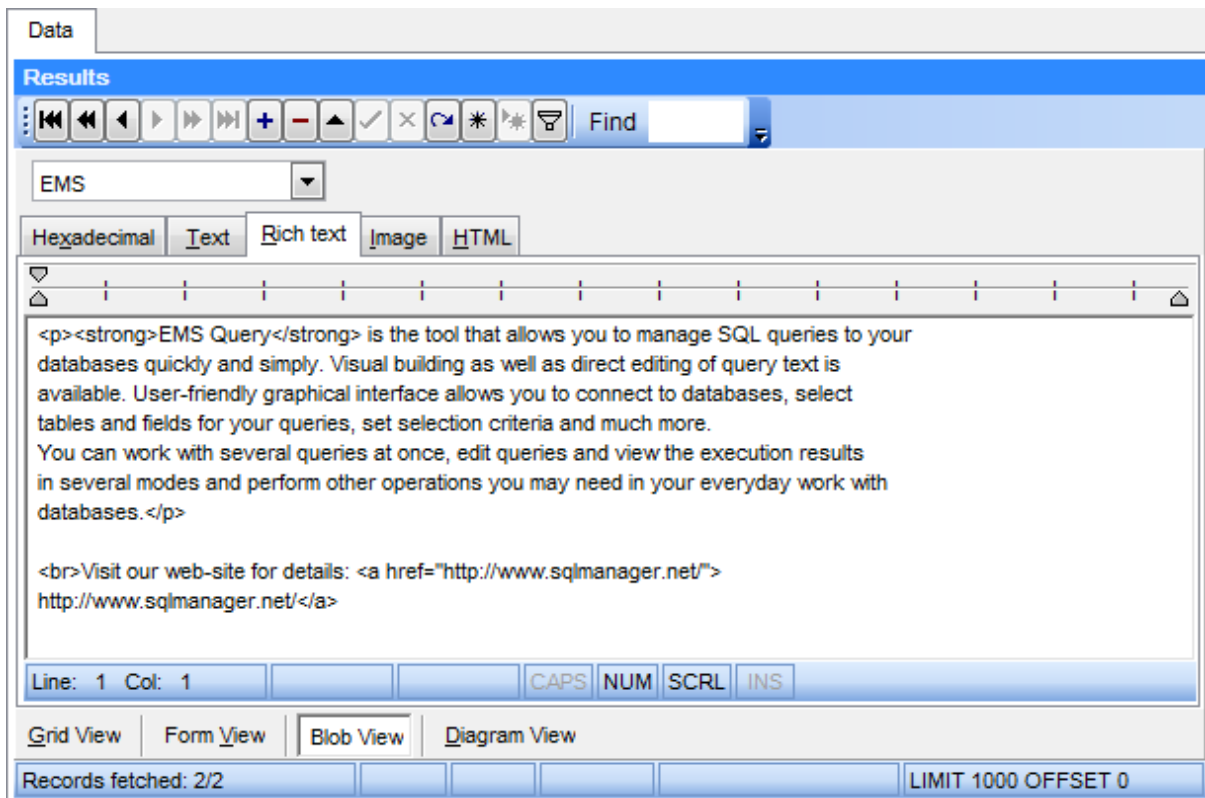 Data
Results
Find
EMS
Hexadecimal Text Rich text Image HTML
<p><strong>EMS Query</strong> is the tool that allows you to manage SQL queries to your
databases quickly and simply. Visual building as well as direct editing of query text is
available. User-friendly graphical interface allows you to connect to databases, select
tables and fields for your queries, set selection criteria and much more.
You can work with several queries at once, edit queries and view the execution results
in several modes and perform other operations you may need in your everyday work with
databases.</p>
<br>Visit our web-site for details: <a href="http://www.sqlmanager.net/">
http://www.sqlmanager.net/</a>
Line: 1 Col: 1 CAPS NUM SCRL INS
Grid View Form View Blob View Diagram View
Records fetched: 2/2 LIMIT 1000 OFFSET 0